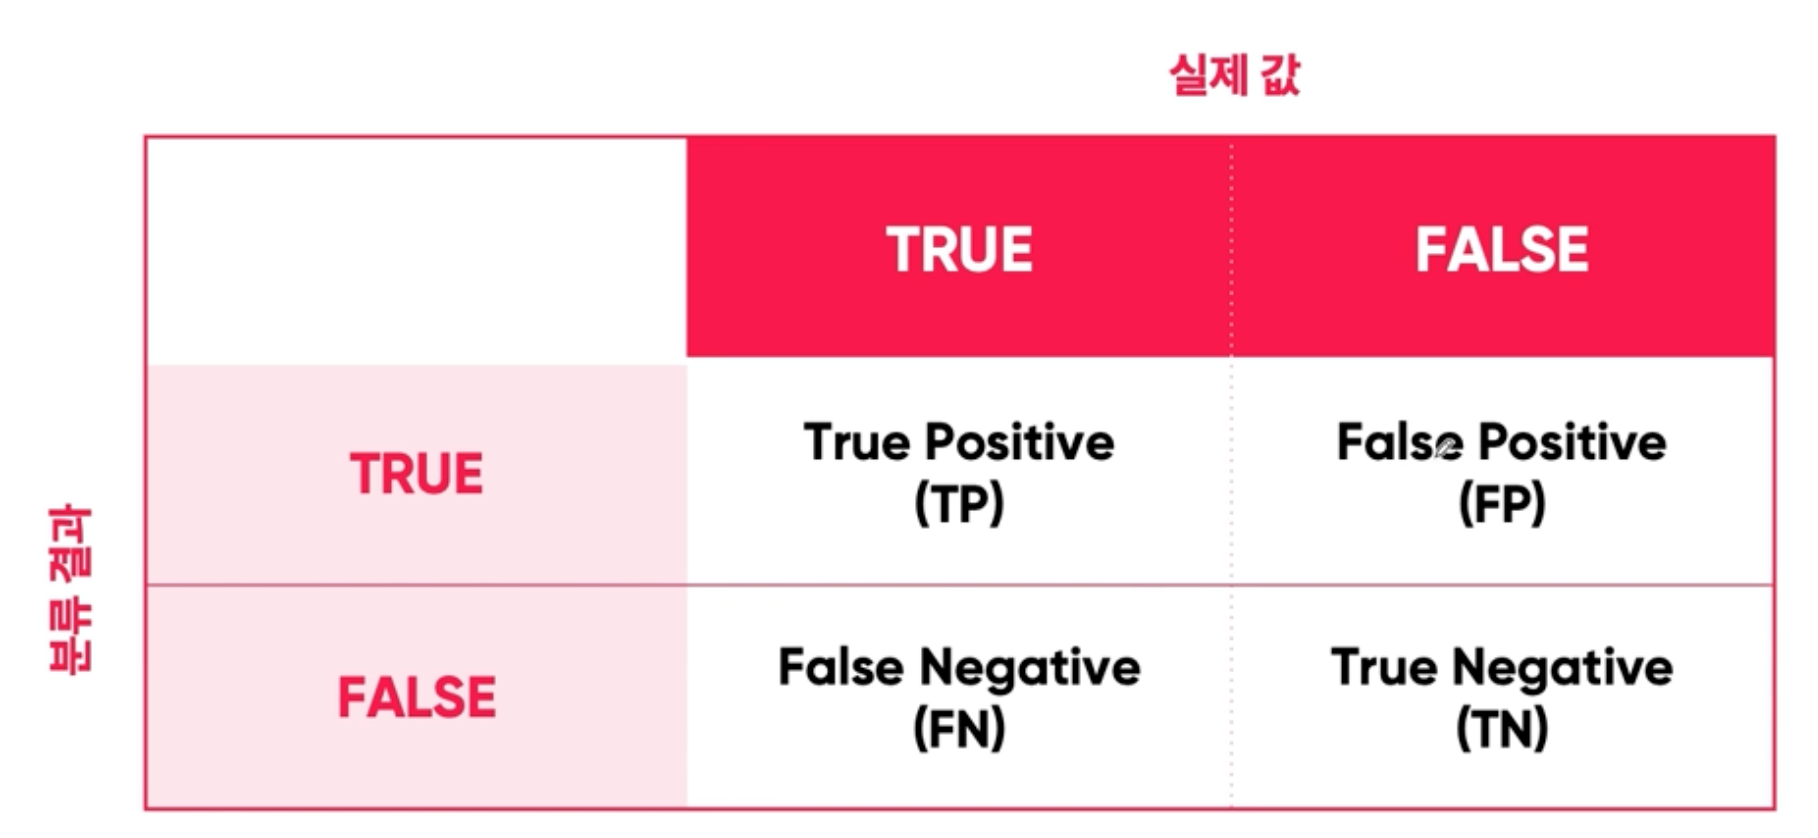 실제 값
TRUE
FALSE
분류 결과
TRUE
True Positive
(TP)
False Positive
(FP)
FALSE
False Negative
(FN)
True Negative
(TN)